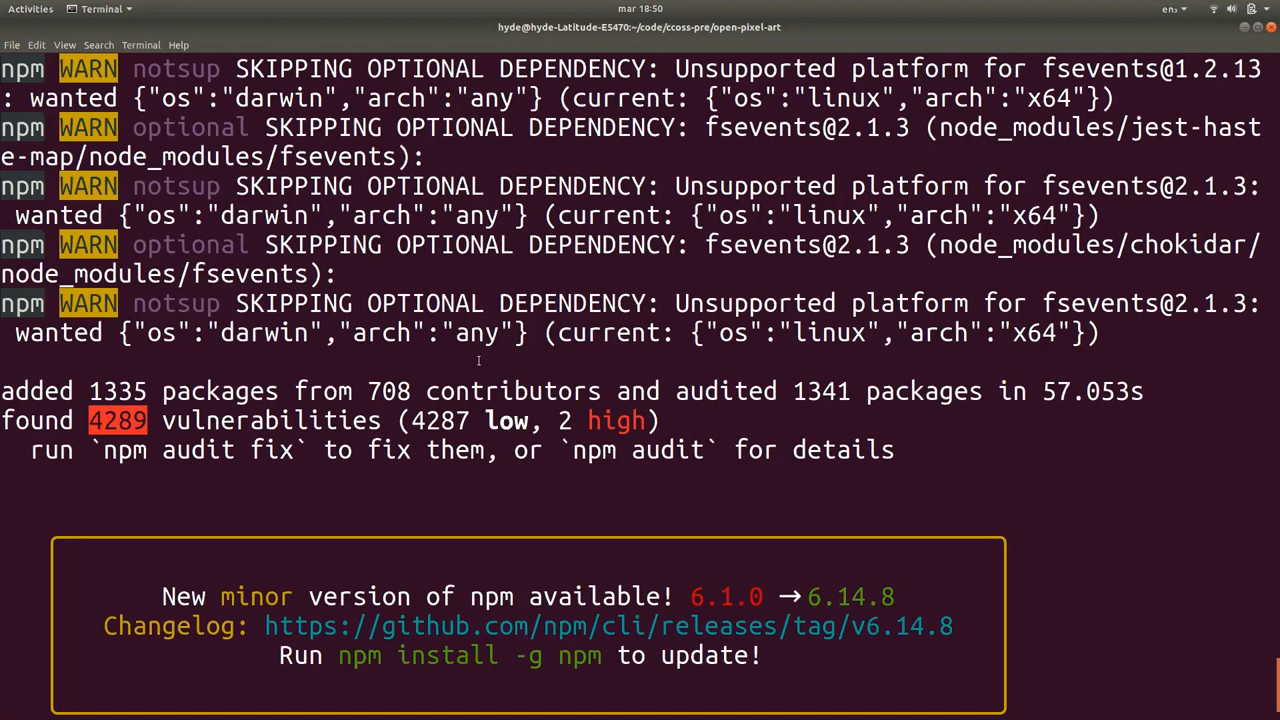 Activities Terminal mar 18:50 en₃
hyde@hyde-Latitude-E5470:~/code/ccoss-pre/open-pixel-art
File Edit View Search Terminal Help
npm WARN notsup SKIPPING OPTIONAL DEPENDENCY: Unsupported platform for fsevents@1.2.13
: wanted {"os":"darwin","arch":"any"} (current: {"os":"linux","arch":"x64"})
npm WARN optional SKIPPING OPTIONAL DEPENDENCY: fsevents@2.1.3 (node_modules/jest-hast
e-map/node_modules/fsevents):
npm WARN notsup SKIPPING OPTIONAL DEPENDENCY: Unsupported platform for fsevents@2.1.3:
wanted {"os":"darwin","arch":"any"} (current: {"os":"linux","arch":"x64"})
npm WARN optional SKIPPING OPTIONAL DEPENDENCY: fsevents@2.1.3 (node_modules/chokidar/
node_modules/fsevents):
npm WARN notsup SKIPPING OPTIONAL DEPENDENCY: Unsupported platform for fsevents@2.1.3:
wanted {"os":"darwin","arch":"any"} (current: {"os":"linux","arch":"x64"})
added 1335 packages from 708 contributors and audited 1341 packages in 57.053s
found 4289 vulnerabilities (4287 low, 2 high)
run `npm audit fix` to fix them, or `npm audit` for details
New minor version of npm available! 6.1.0 → 6.14.8
Changelog: https://github.com/npm/cli/releases/tag/v6.14.8
Run npm install -g npm to update!